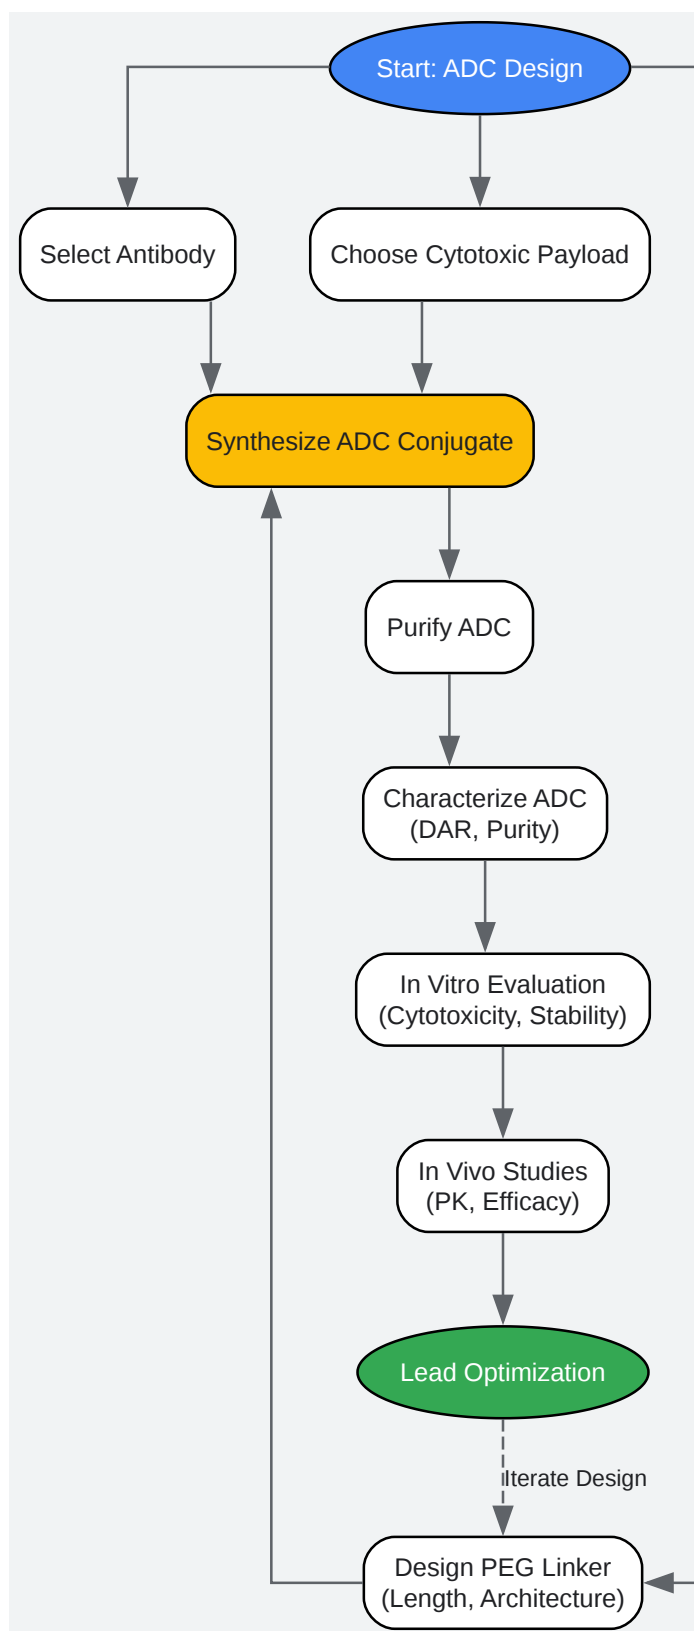 Start: ADC Design
Select Antibody
Choose Cytotoxic Payload
Synthesize ADC Conjugate
Purify ADC
Characterize ADC
(DAR, Purity)
In Vitro Evaluation
(Cytotoxicity, Stability)
In Vivo Studies
(PK, Efficacy)
Lead Optimization
Iterate Design
Design PEG Linker
(Length, Architecture)